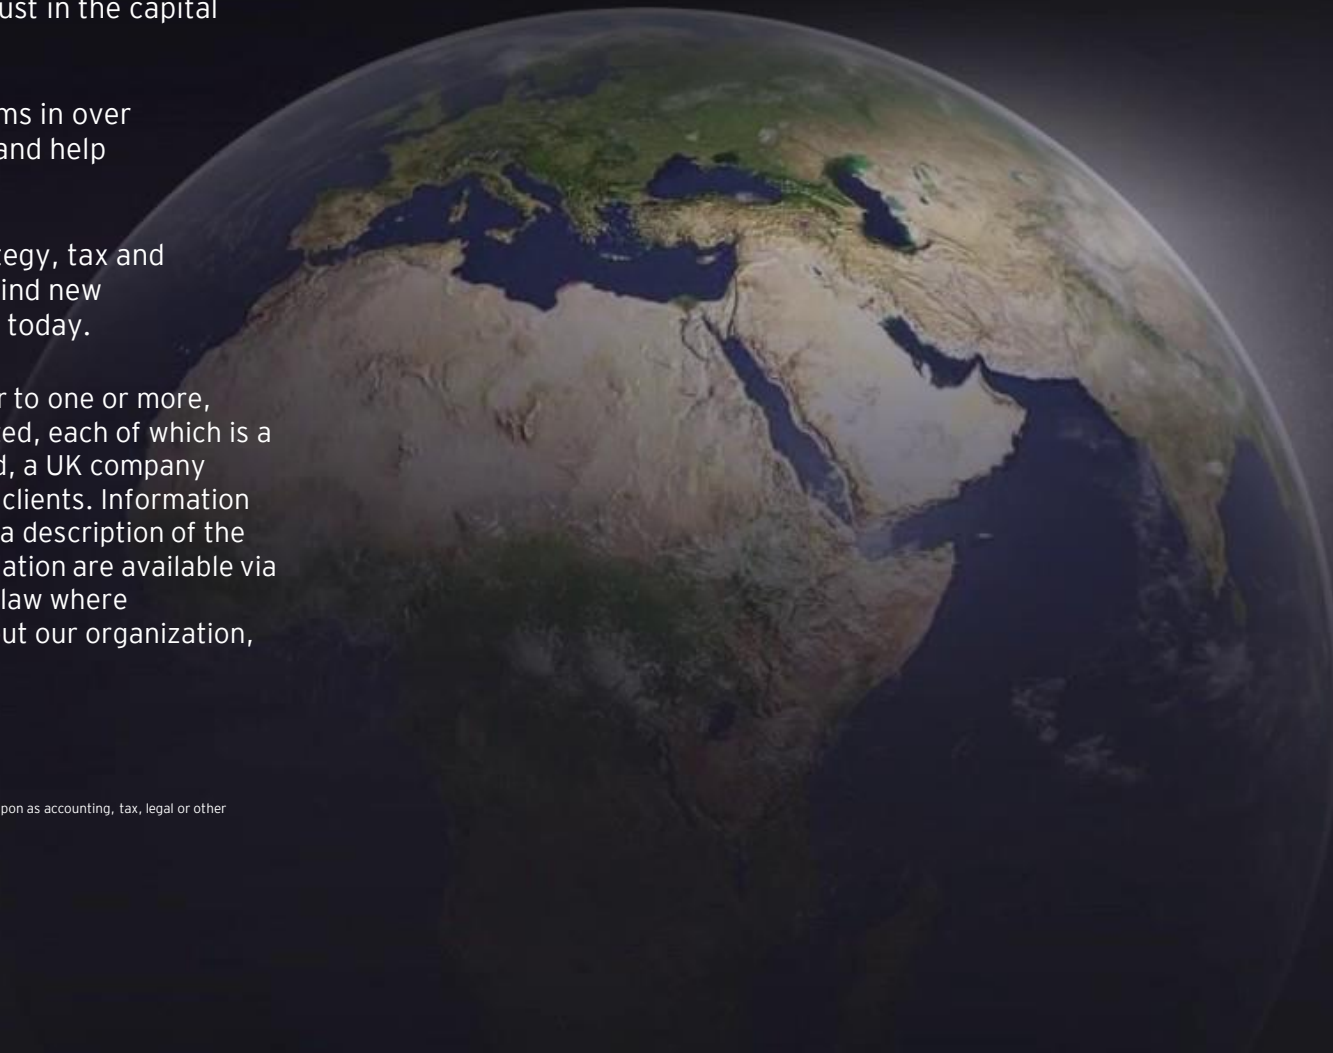 ust in the capital
ms in over
and help
tegy, tax and
ind new
today.
r to one or more,
ed, each of which is a
d, a UK company
clients. Information
a description of the
ation are available via
law where
ut our organization,
pon as accounting, tax, legal or other